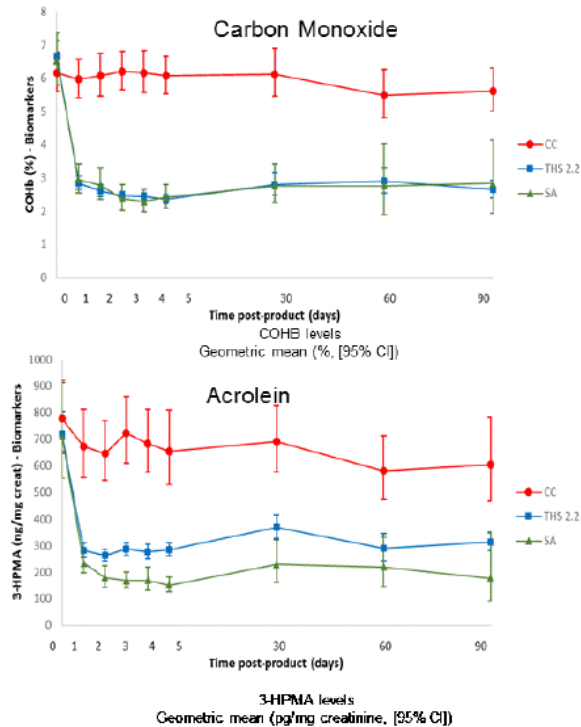 Carbon Monoxide
8
7
6
5
4
3
2
1
0
COHb (%) - Biomarkers
CC
THS 2.2
SA
0 1 2 3 4 5 30 60 90
Time post-product (days)
COHB levels
Geometric mean (%, [95% CI])
Acrolein
1000
900
800
700
600
500
400
300
200
100
0
3-HPMA (ng/mg creat) - Biomarkers
CC
THS 2.2
SA
0 1 2 3 4 5 30 60 90
Time post-product (days)
3-HPMA levels
Geometric mean (pg/mg creatinine, [95% CI])